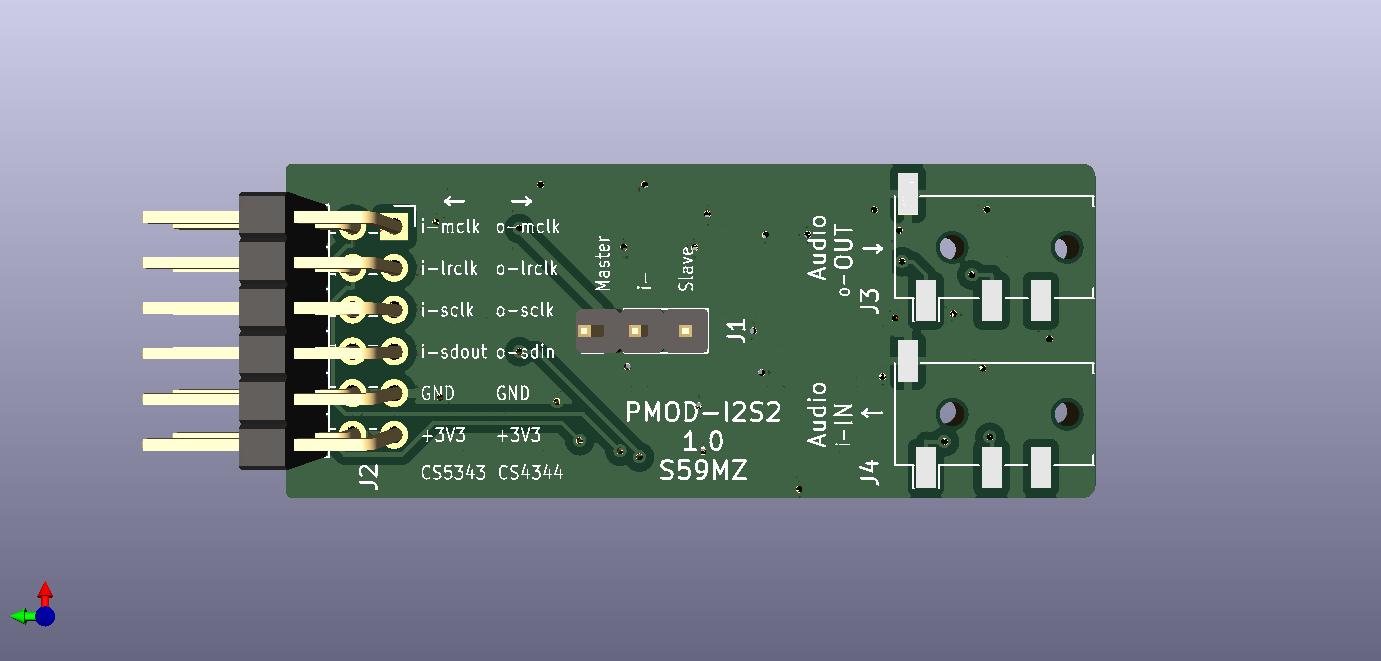 ← →
i-mclk o-mclk
i-lrclk o-lrclk
i-sclk o-sclk
i-sdout o-sdin
GND GND
+3V3 +3V3
CS5343 CS4344
J2
Master
i-
Slave
J1
PMOD-I2S2
1.0
S59MZ
Audio
o-OUT →
J3
Audio
i-IN ←
J4